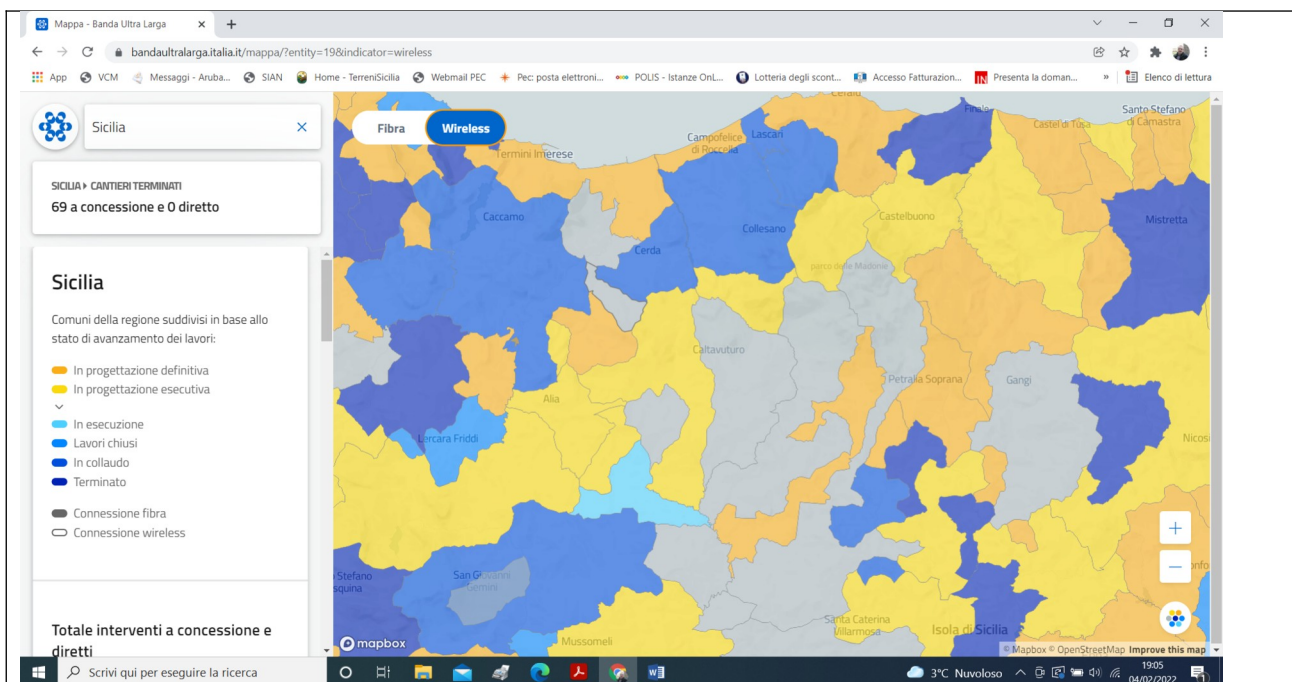 Mappa - Banda Ultra Larga
bandaultralarga.italia.it/mappa/?entity=19&indicator=wireless
App VCM Messaggi - Aruba... SIAN Home - TerreniSicilia Webmail PEC Pec: posta elettroni... POLIS - Istanze OnL... Lotteria degli scont... Accesso Fatturazion... Presenta la doman... » Elenco di lettura
Sicilia
Fibra Wireless
SICILIA CANTIERI TERMINATI
69 a concessione e 0 diretto
Sicilia
Comuni della regione suddivisi in base allo
stato di avanzamento dei lavori:
In progettazione definitiva
In progettazione esecutiva
In esecuzione
Lavori chiusi
In collaudo
Terminato
Connessione fibra
Connessione wireless
Totale interventi a concessione e
diretti
Finale
Santo Stefano
di Camastra
Castel di Tusa
Campofelice
di Roccella
Lascari
Termini Imerese
Caccamo
Castelbuono
Mistretta
Collesano
Cerda
parco delle Madonie
Caltavuturo
Petralia Soprana
Gangi
Alia
Lercara Friddi
San Giovanni
Gemini
Mussomeli
Santa Caterina
Villarmosa
Isola di Sicilia
mapbox
© Mapbox © OpenStreetMap Improve this map
Scrivi qui per eseguire la ricerca
3°C Nuvoloso
19:05
04/02/2022